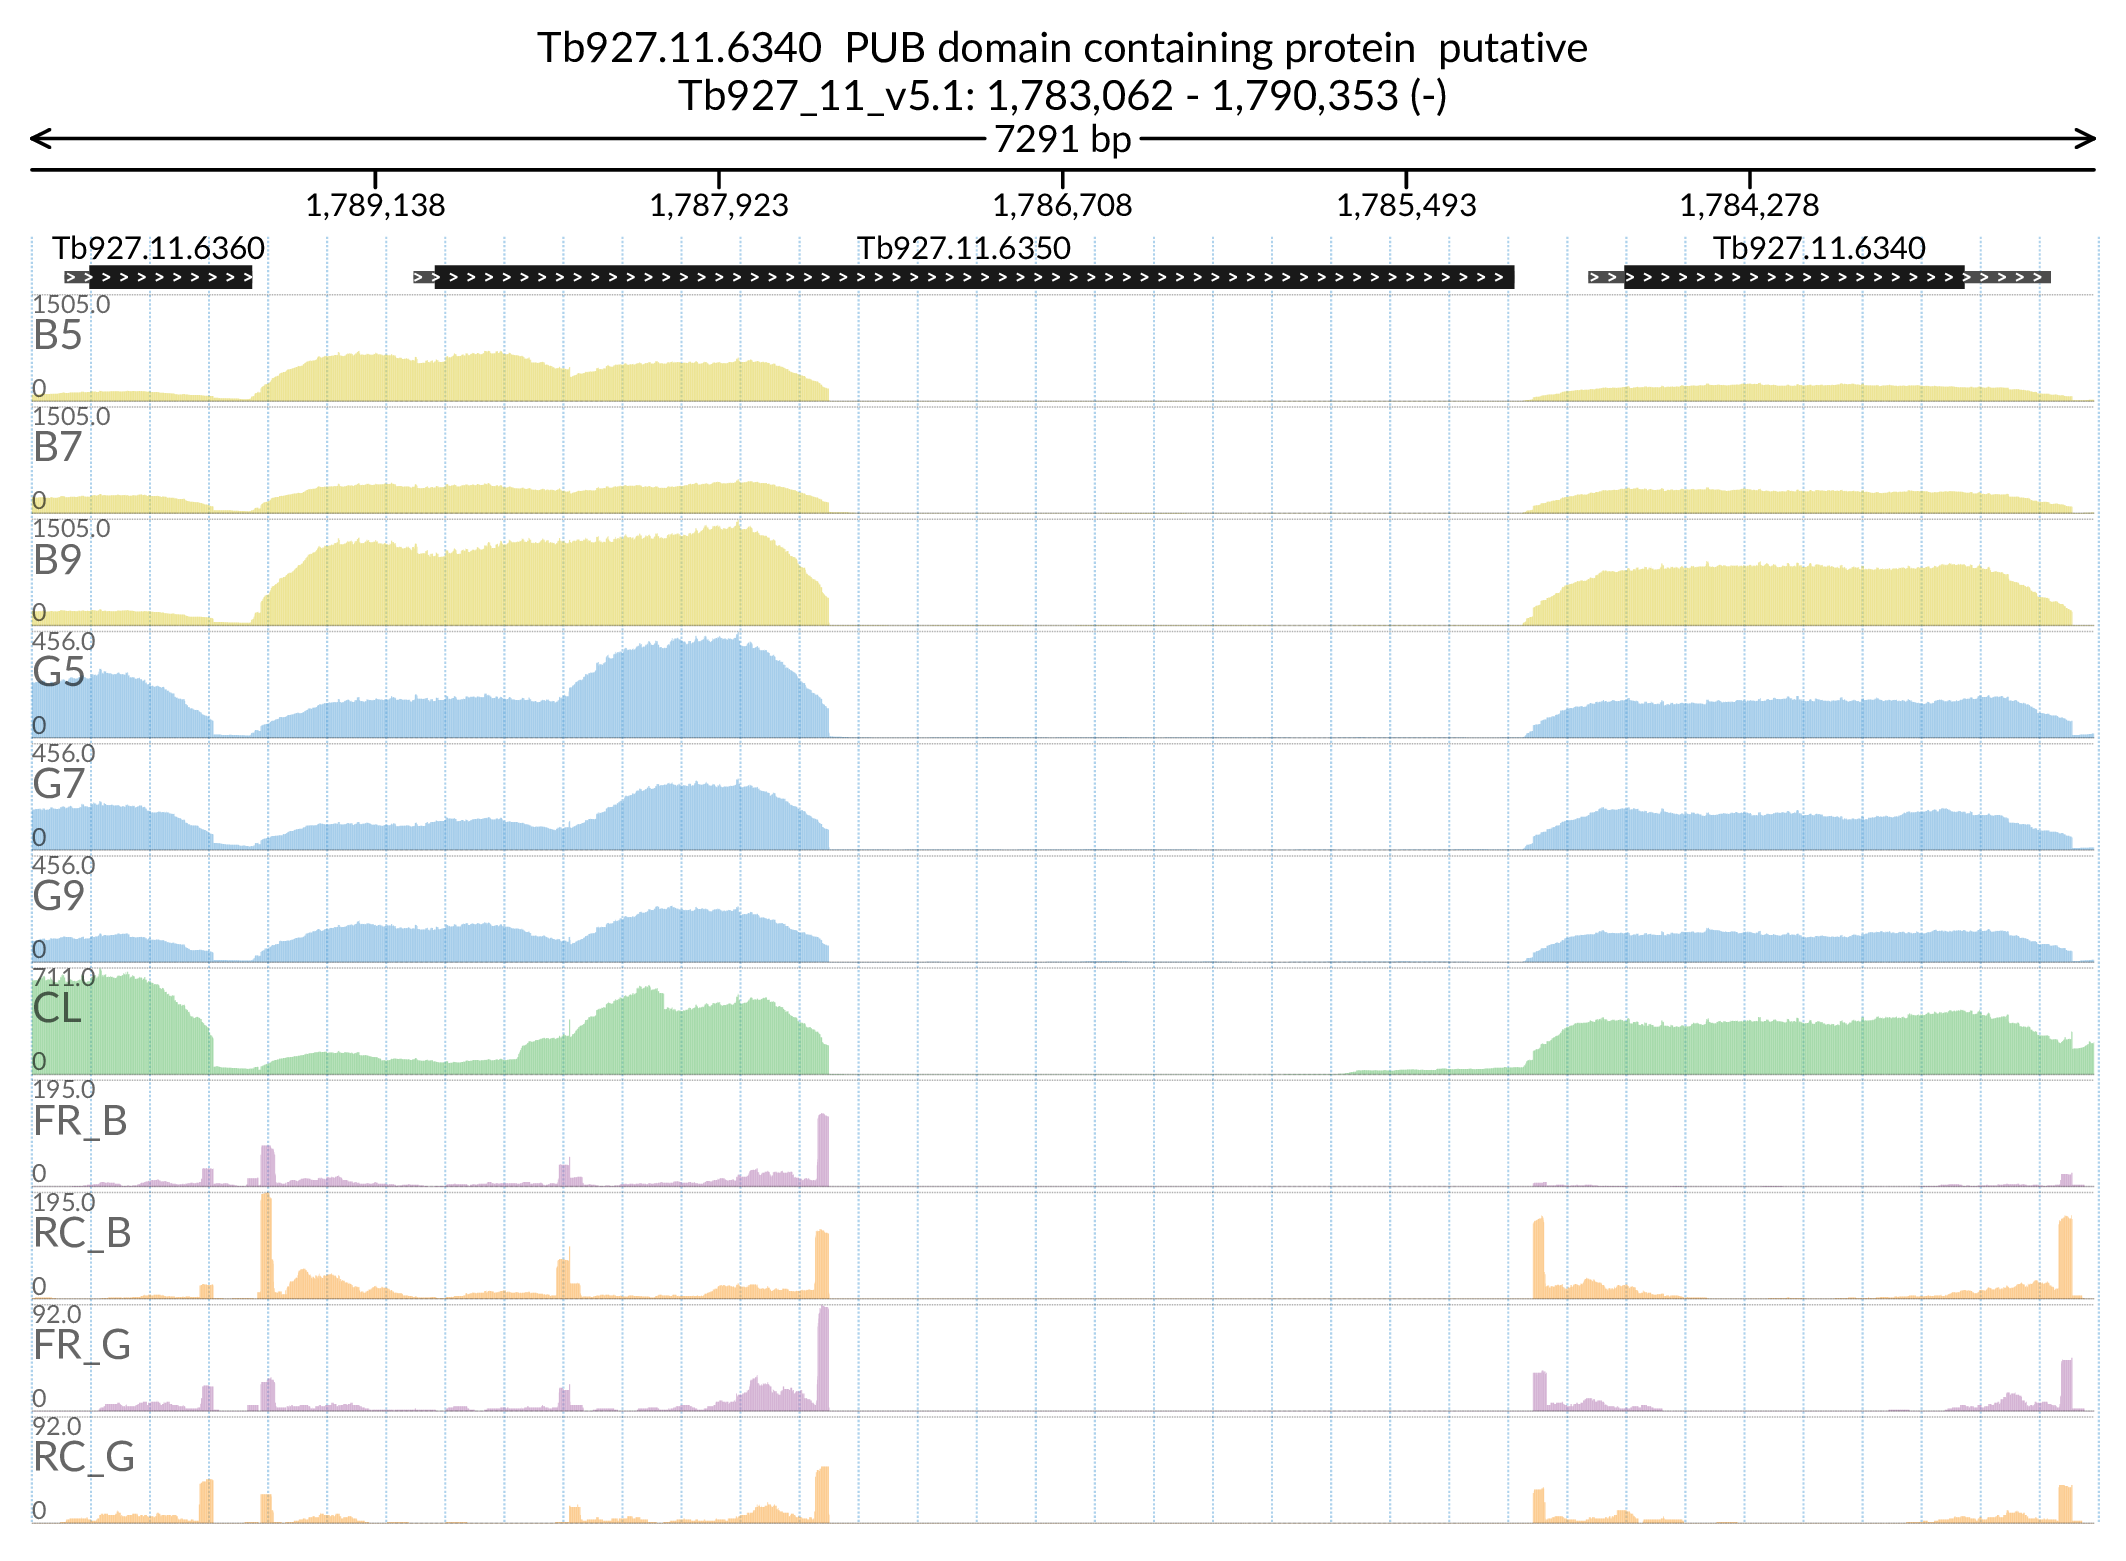 Tb927.11.6340  PUB domain containing protein  putative
Tb927_11_v5.1: 1,783,062 - 1,790,353 (-)
7291 bp
1,789,138 1,787,923 1,786,708 1,785,493 1,784,278
Tb927.11.6360 Tb927.11.6350 Tb927.11.6340
1505.0
B5
0
1505.0
B7
0
1505.0
B9
0
456.0
G5
0
456.0
G7
0
456.0
G9
0
711.0
CL
0
195.0
FR_B
0
195.0
RC_B
0
92.0
FR_G
0
92.0
RC_G
0